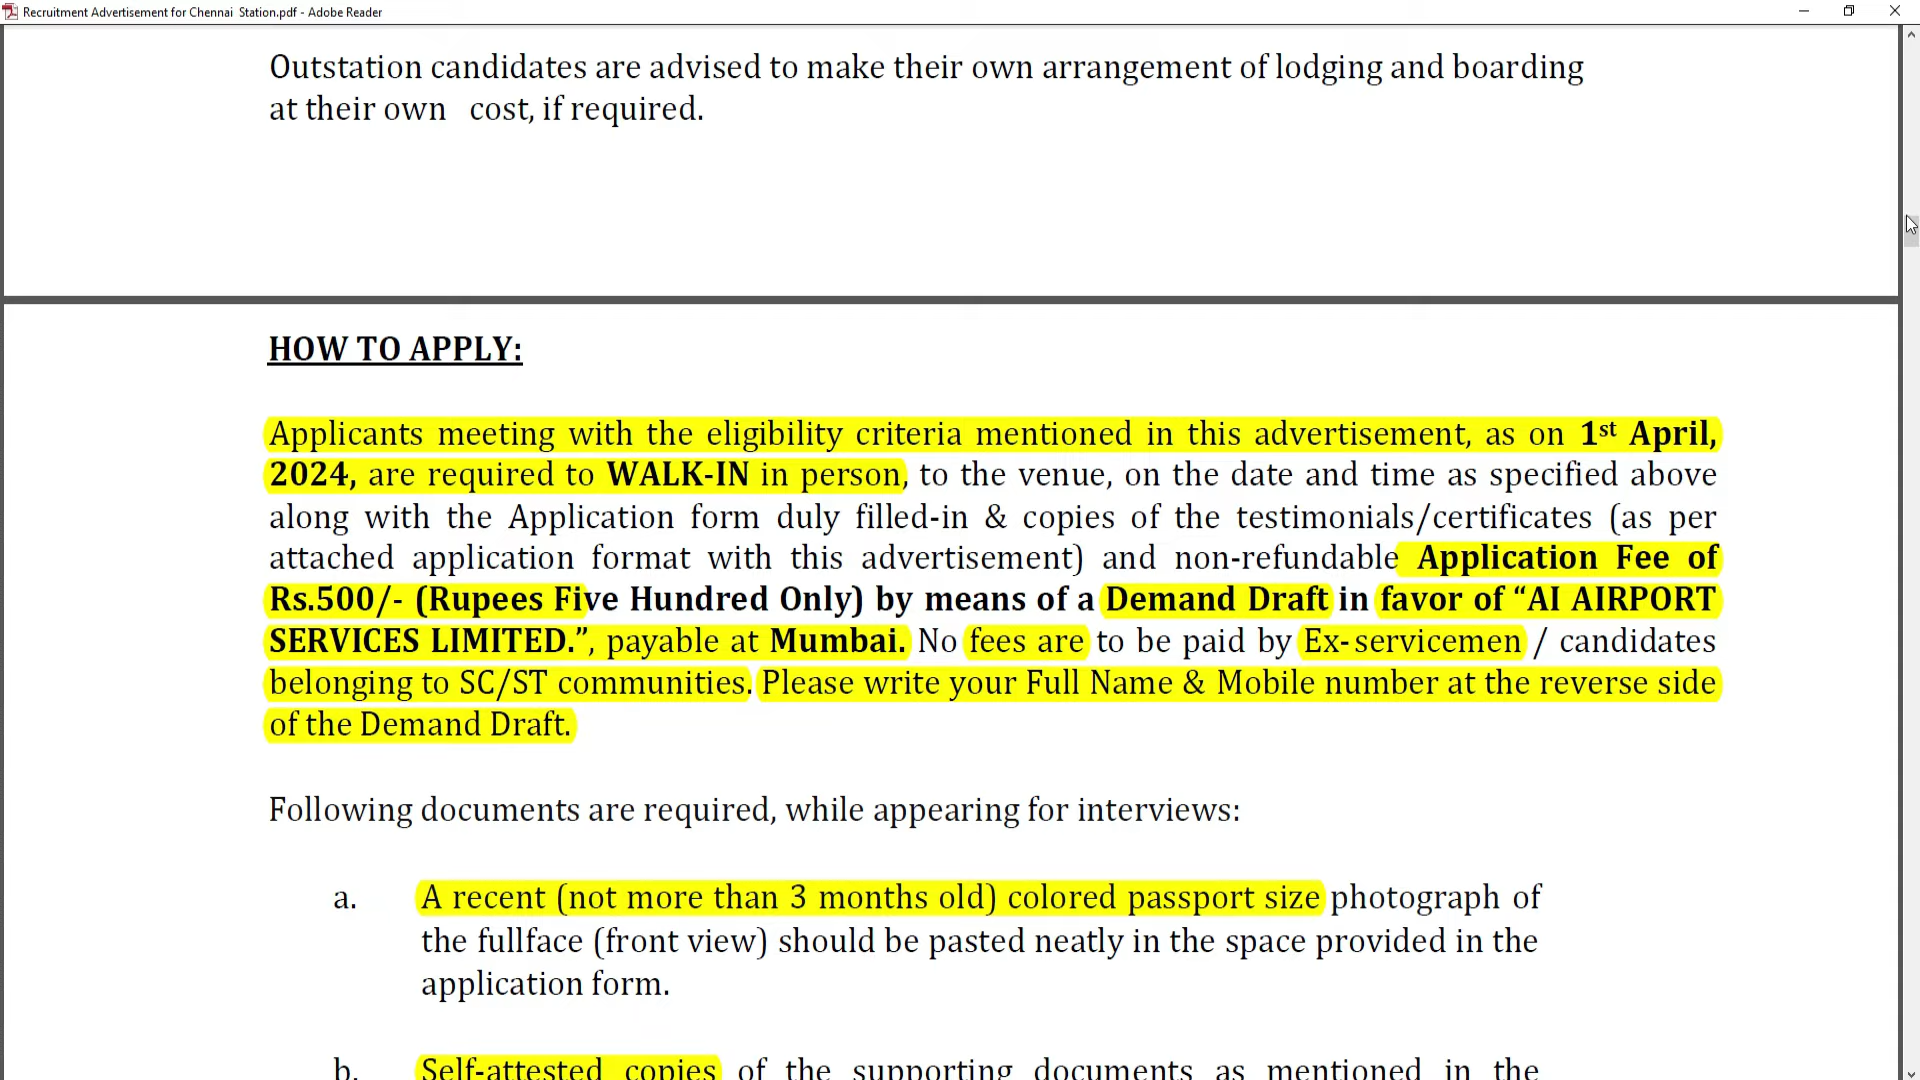 Recruitment Advertisement for Chennai Station.pdf - Adobe Reader
Outstation candidates are advised to make their own arrangement of lodging and boarding
at their own cost, if required.
HOW TO APPLY:
Applicants meeting with the eligibility criteria mentioned in this advertisement, as on 1st April,
2024, are required to WALK-IN in person, to the venue, on the date and time as specified above
along with the Application form duly filled-in & copies of the testimonials/certificates (as per
attached application format with this advertisement) and non-refundable Application Fee of
Rs.500/- (Rupees Five Hundred Only) by means of a Demand Draft in favor of “AI AIRPORT
SERVICES LIMITED.”, payable at Mumbai. No fees are to be paid by Ex-servicemen / candidates
belonging to SC/ST communities. Please write your Full Name & Mobile number at the reverse side
of the Demand Draft.
Following documents are required, while appearing for interviews:
a. A recent (not more than 3 months old) colored passport size photograph of
the fullface (front view) should be pasted neatly in the space provided in the
application form.
b. Self-attested copies of the supporting documents as mentioned in the